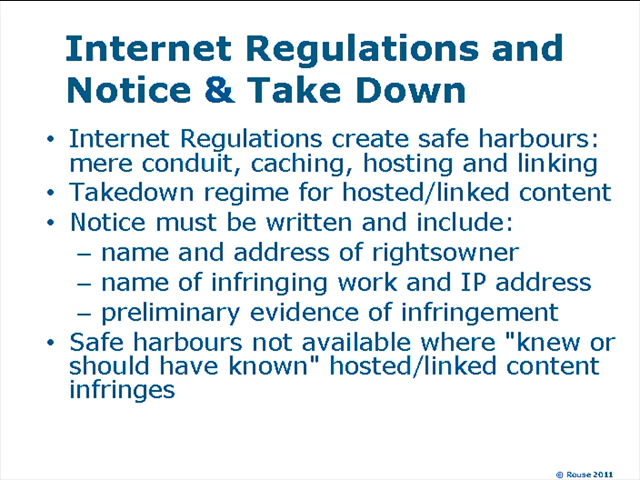 Internet Regulations and
Notice & Take Down
• Internet Regulations create safe harbours:
mere conduit, caching, hosting and linking
• Takedown regime for hosted/linked content
• Notice must be written and include:
– name and address of rightsowner
– name of infringing work and IP address
– preliminary evidence of infringement
• Safe harbours not available where "knew or
should have known" hosted/linked content
infringes
© Rouse 2011